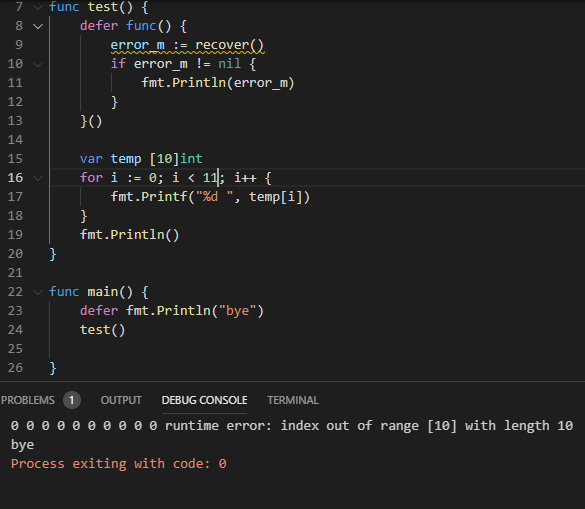 7 func test() {
8 defer func() {
9 error_m := recover()
10 if error_m != nil {
11 fmt.Println(error_m)
12 }
13 }()
14
15 var temp [10]int
16 for i := 0; i < 11; i++ {
17 fmt.Printf("%d ", temp[i])
18 }
19 fmt.Println()
20 }
21
22 func main() {
23 defer fmt.Println("bye")
24 test()
25
26 }
PROBLEMS 1 OUTPUT DEBUG CONSOLE TERMINAL
0 0 0 0 0 0 0 0 0 0 runtime error: index out of range [10] with length 10
bye
Process exiting with code: 0